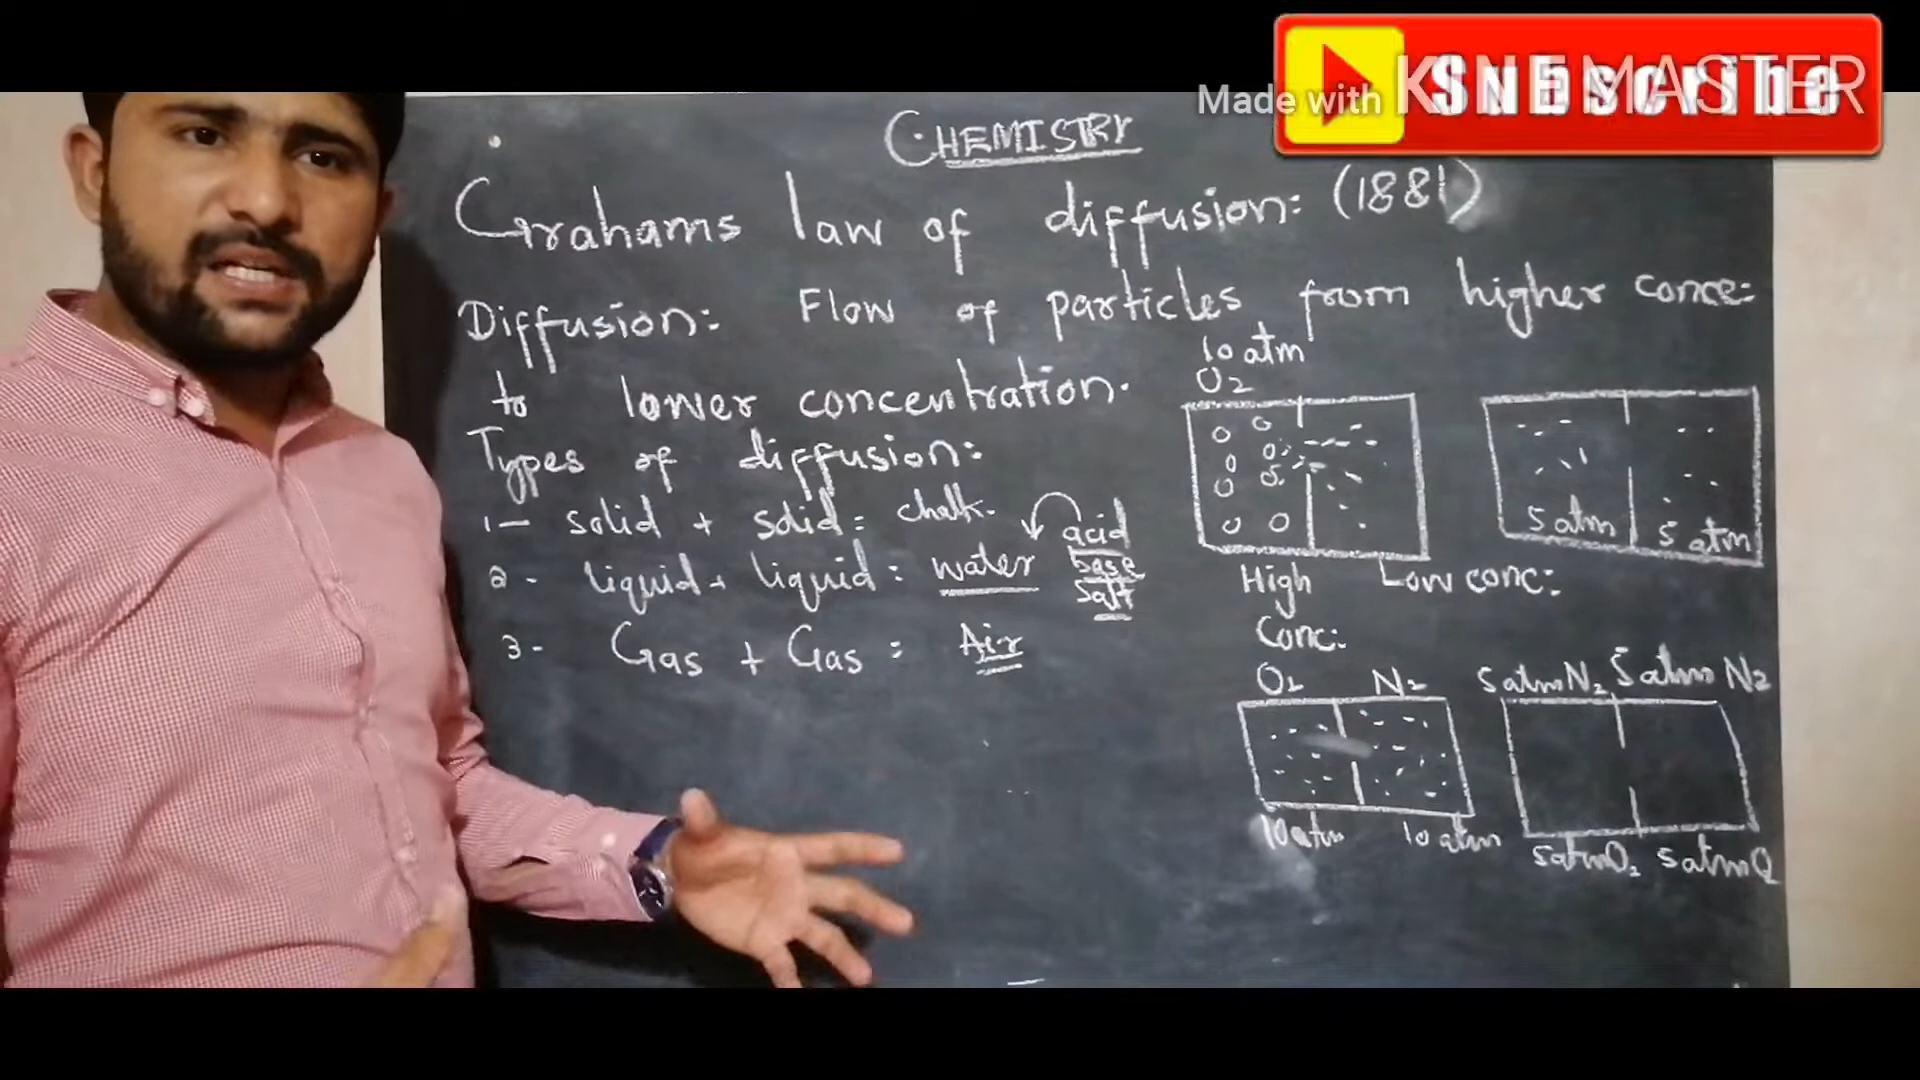 Made with KINEMASTER
Subscribe
CHEMISTRY
Grahams law of diffusion: (1881)
Diffusion: Flow of particles from higher conce:
to lower concentration.
Types of diffusion:
1 - solid + solid = chalk.
2 - liquid + liquid : water acid
base
salt
3 - Gas + Gas = Air
10 atm
O2
5 atm 5 atm
High Low conc:
Conc:
O2 N2
5 atm N2 5 atm N2
10 atm 10 atm
5 atm O2 5 atm O